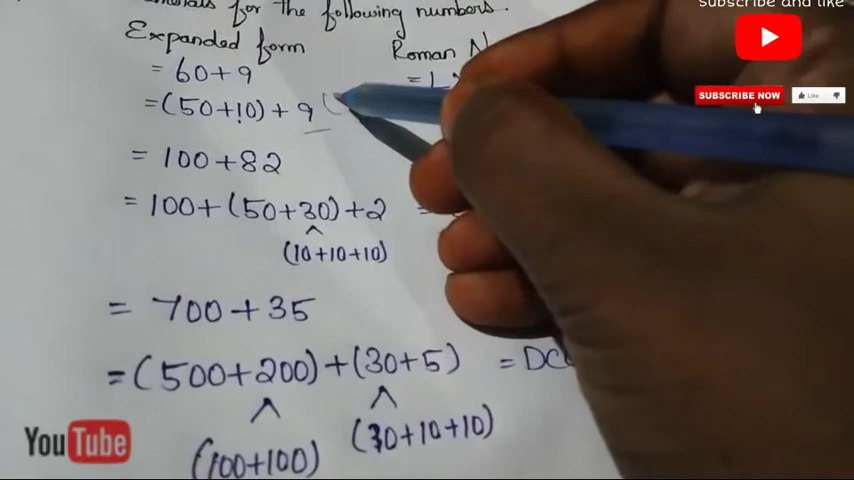 Subscribe and like
for the following numbers.
Expanded form Roman N
= 60+9 = L
=(50+10) + 9
SUBSCRIBE NOW Like
= 100+82
= 100+(50+30)+2 =
(10+10+10)
= 700+35
=(500+200)+(30+5) = DC
(10+10+10)
(100+100)
YouTube